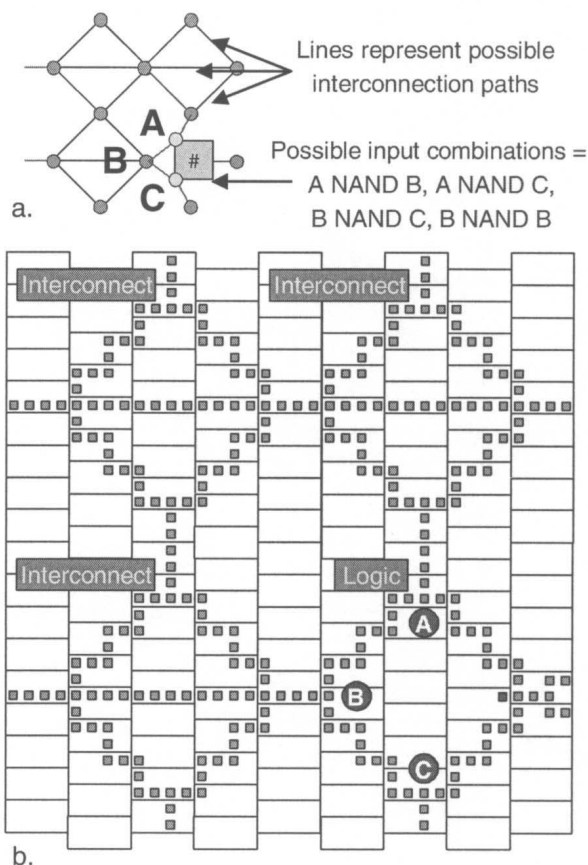 Lines represent possible
interconnection paths
A
B
C
#
Possible input combinations =
A NAND B, A NAND C,
B NAND C, B NAND B
a.
Interconnect
Interconnect
Interconnect
Logic
A
B
C
b.